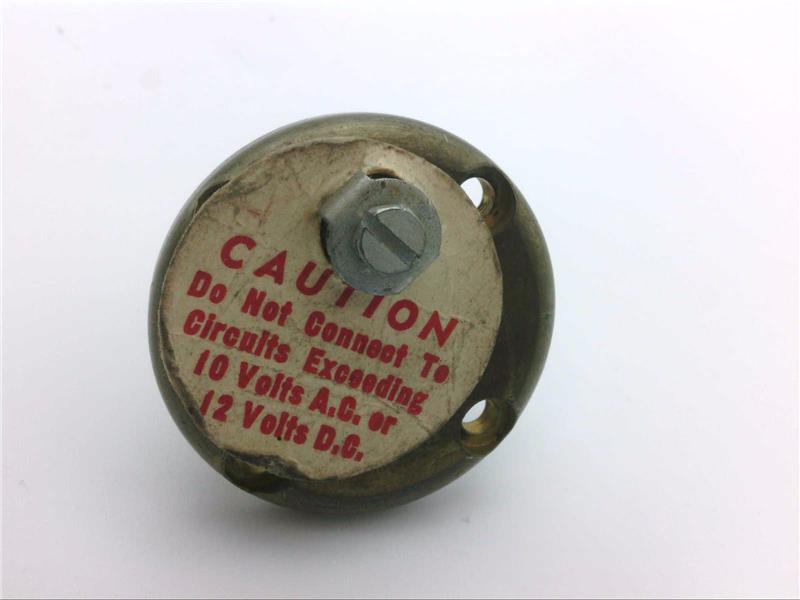 CAUTION
Do Not Connect To
Circuits Exceeding
10 Volts A.C. or
12 Volts D.C.